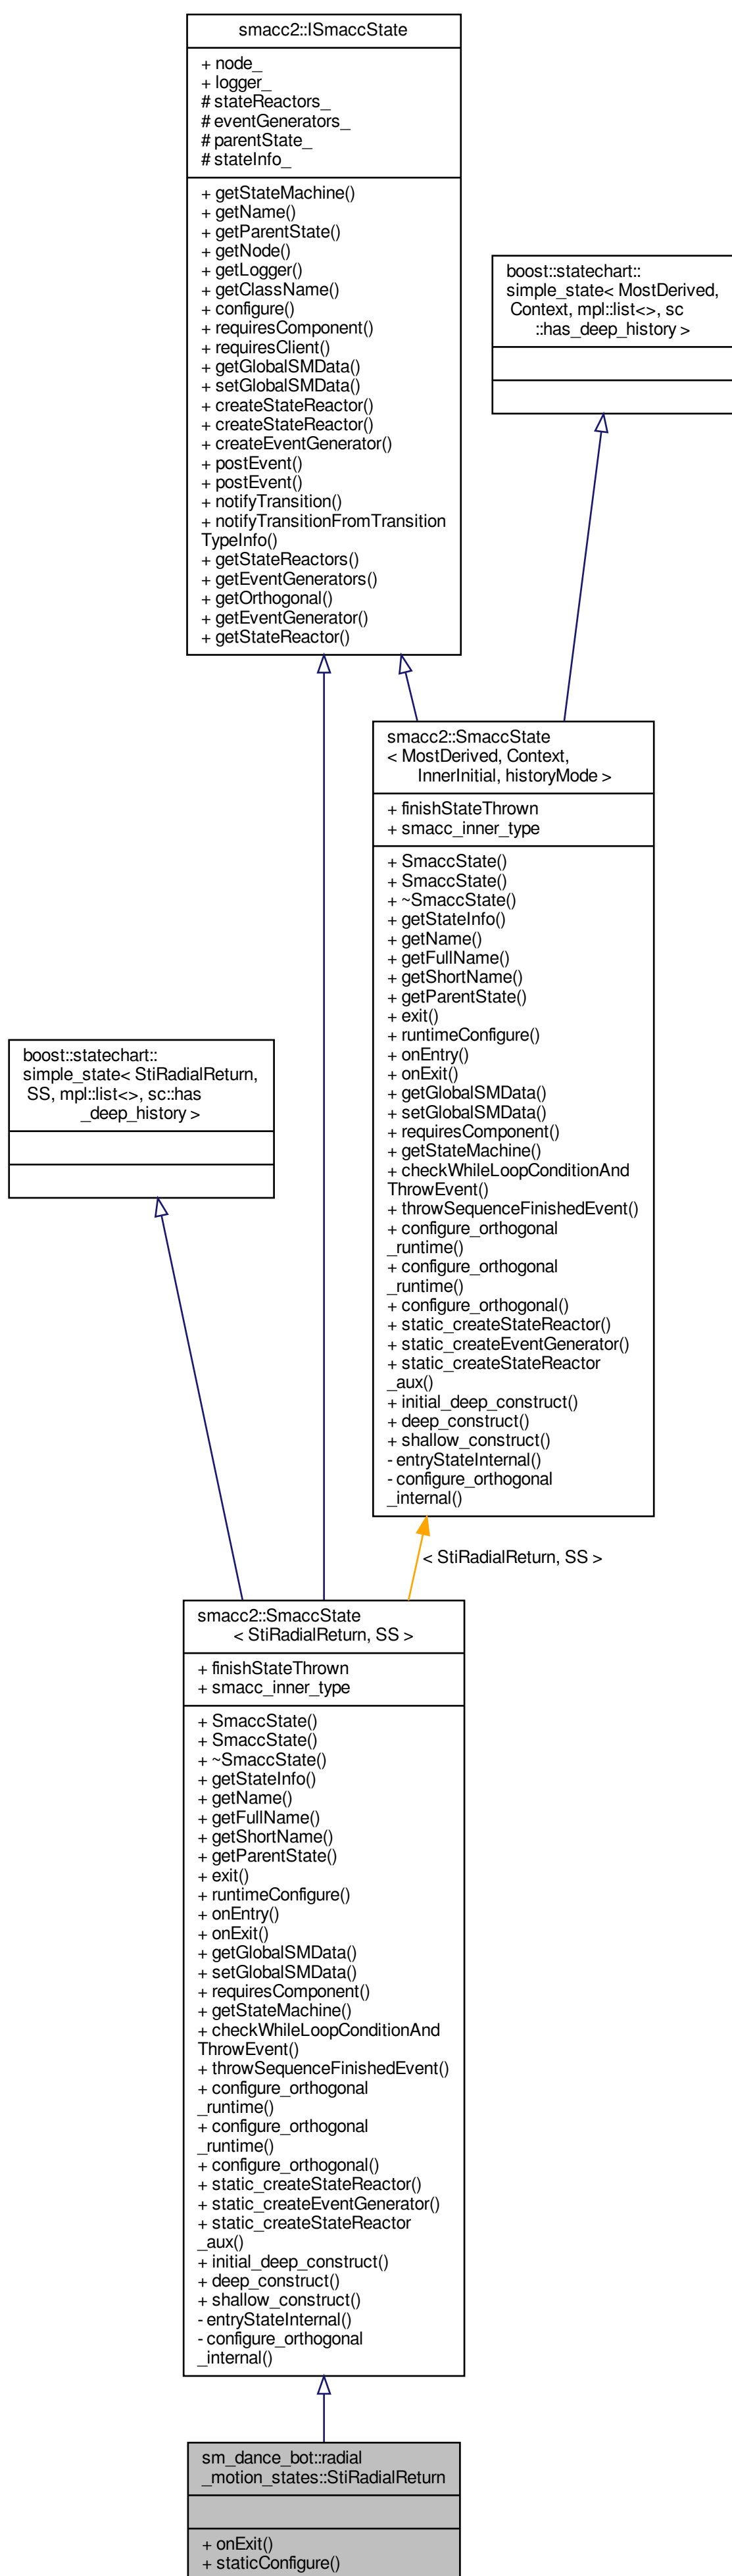 smacc2::ISmaccState
+ node_
+ logger_
# stateReactors_
# eventGenerators_
# parentState_
# stateInfo_
+ getStateMachine()
+ getName()
+ getParentState()
+ getNode()
+ getLogger()
+ getClassName()
+ configure()
+ requiresComponent()
+ requiresClient()
+ getGlobalSMData()
+ setGlobalSMData()
+ createStateReactor()
+ createStateReactor()
+ createEventGenerator()
+ postEvent()
+ postEvent()
+ notifyTransition()
+ notifyTransitionFromTransition
TypeInfo()
+ getStateReactors()
+ getEventGenerators()
+ getOrthogonal()
+ getEventGenerator()
+ getStateReactor()
boost::statechart::
simple_state< MostDerived,
Context, mpl::list<>, sc
::has_deep_history >
smacc2::SmaccState
< MostDerived, Context,
InnerInitial, historyMode >
+ finishStateThrown
+ smacc_inner_type
+ SmaccState()
+ SmaccState()
+ ~SmaccState()
+ getStateInfo()
+ getName()
+ getFullName()
+ getShortName()
+ getParentState()
+ exit()
+ runtimeConfigure()
+ onEntry()
+ onExit()
+ getGlobalSMData()
+ setGlobalSMData()
+ requiresComponent()
+ getStateMachine()
+ checkWhileLoopConditionAnd
ThrowEvent()
+ throwSequenceFinishedEvent()
+ configure_orthogonal
_runtime()
+ configure_orthogonal
_runtime()
+ configure_orthogonal()
+ static_createStateReactor()
+ static_createEventGenerator()
+ static_createStateReactor
_aux()
+ initial_deep_construct()
+ deep_construct()
+ shallow_construct()
- entryStateInternal()
- configure_orthogonal
_internal()
boost::statechart::
simple_state< StiRadialReturn,
SS, mpl::list<>, sc::has
_deep_history >
< StiRadialReturn, SS >
smacc2::SmaccState
< StiRadialReturn, SS >
+ finishStateThrown
+ smacc_inner_type
+ SmaccState()
+ SmaccState()
+ ~SmaccState()
+ getStateInfo()
+ getName()
+ getFullName()
+ getShortName()
+ getParentState()
+ exit()
+ runtimeConfigure()
+ onEntry()
+ onExit()
+ getGlobalSMData()
+ setGlobalSMData()
+ requiresComponent()
+ getStateMachine()
+ checkWhileLoopConditionAnd
ThrowEvent()
+ throwSequenceFinishedEvent()
+ configure_orthogonal
_runtime()
+ configure_orthogonal
_runtime()
+ configure_orthogonal()
+ static_createStateReactor()
+ static_createEventGenerator()
+ static_createStateReactor
_aux()
+ initial_deep_construct()
+ deep_construct()
+ shallow_construct()
- entryStateInternal()
- configure_orthogonal
_internal()
sm_dance_bot::radial
_motion_states::StiRadialReturn
+ onExit()
+ staticConfigure()